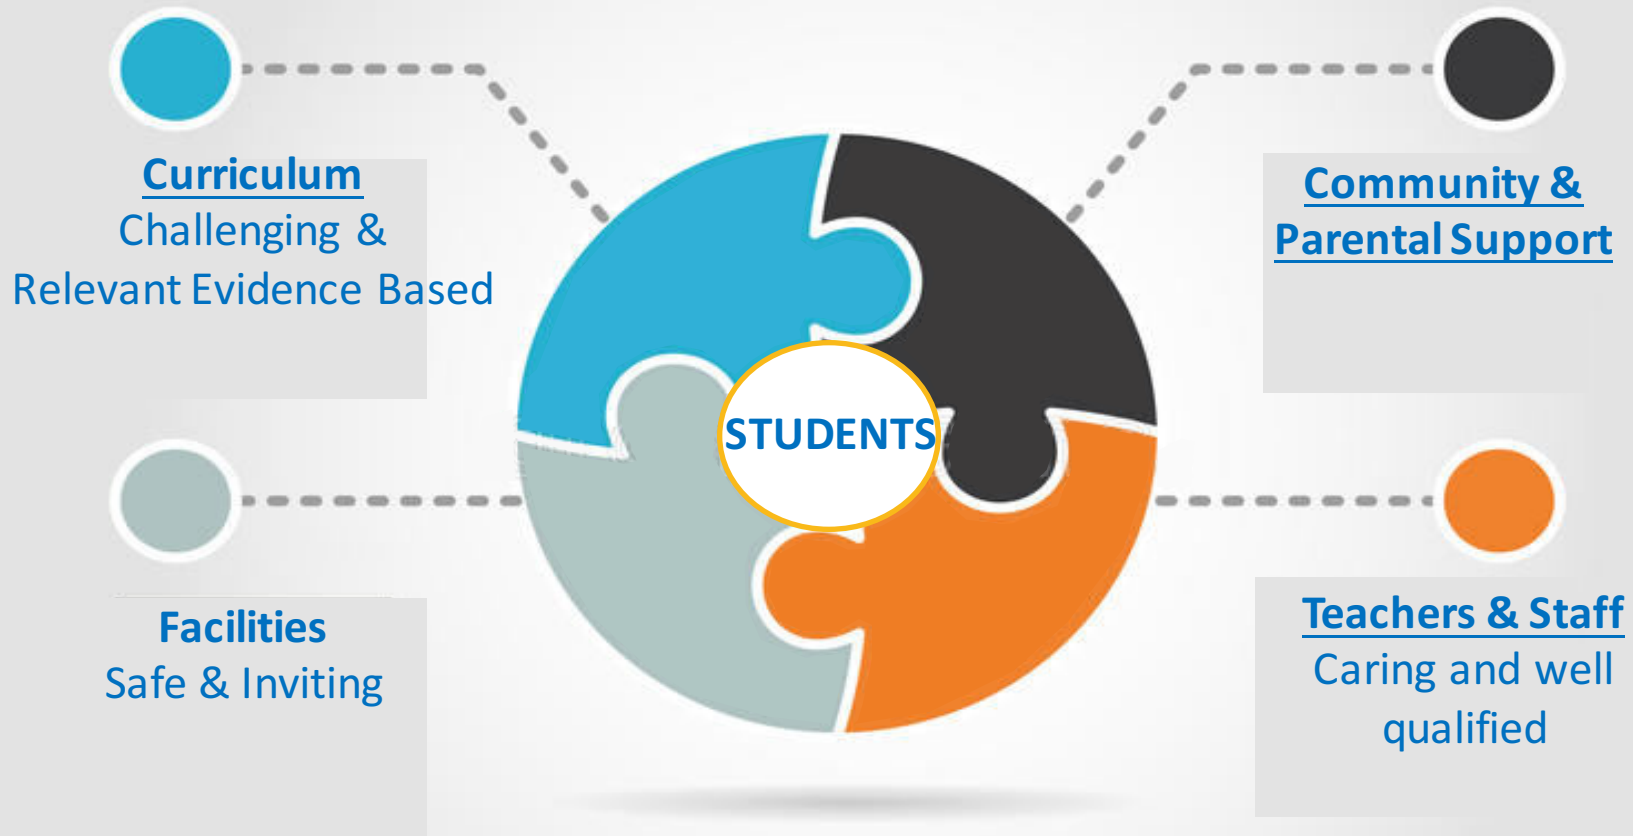 Curriculum
Challenging &
Relevant Evidence Based
Community &
Parental Support
STUDENTS
Facilities
Safe & Inviting
Teachers & Staff
Caring and well
qualified